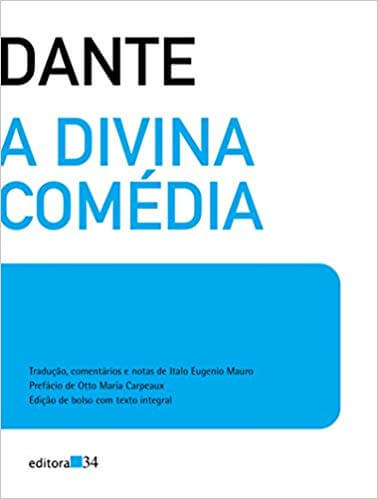 DANTE
A DIVINA
COMÉDIA
Tradução, comentários e notas de Italo Eugenio Mauro
Prefácio de Otto Maria Carpeaux
Edição de bolso com texto integral
editora 34